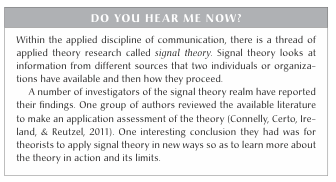 DO YOU HEAR ME NOW?
Within the applied discipline of communication, there is a thread of
applied theory research called signal theory. Signal theory looks at
information from different sources that two individuals or organiza-
tions have available and then how they proceed.
A number of investigators of the signal theory realm have reported
their findings. One group of authors reviewed the available literature
to make an application assessment of the theory (Connelly, Certo, Ire-
land, & Reutzel, 2011). One interesting conclusion they had was for
theorists to apply signal theory in new ways so as to learn more about
the theory in action and its limits.